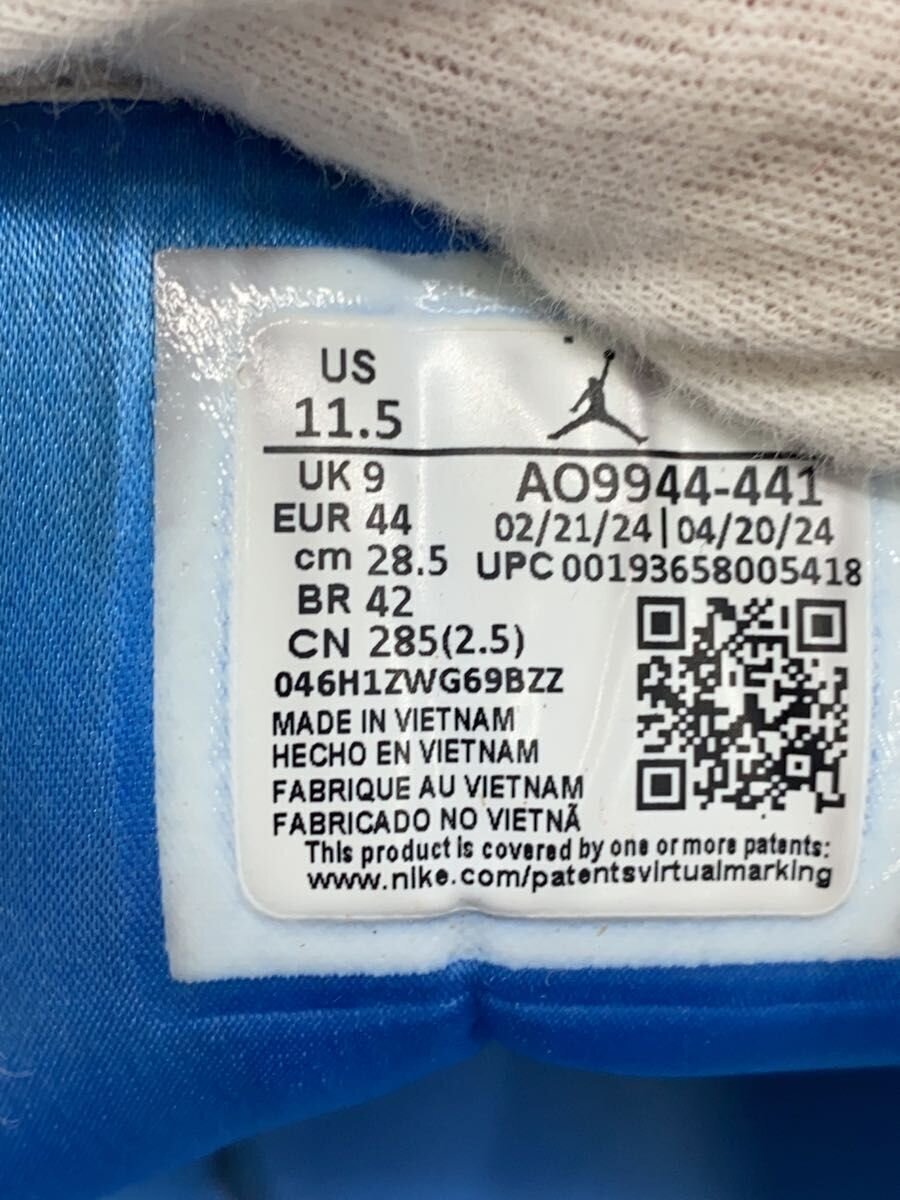 US
11.5
UK 9
EUR 44
cm 28.5
BR 42
CN 285(2.5)
AO9944-441
02/21/24|04/20/24
UPC 00193658005418
046H1ZWG69BZZ
MADE IN VIETNAM
HECHO EN VIETNAM
FABRIQUE AU VIETNAM
FABRICADO NO VIETNÃ
This product is covered by one or more patents:
www.nike.com/patentsvirtualmarking